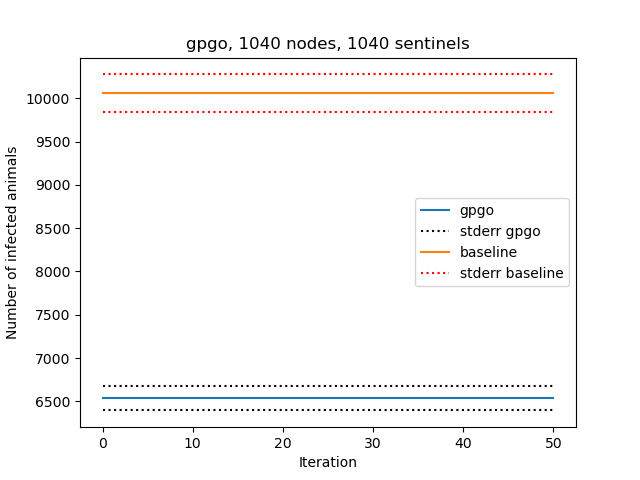 gpgo, 1040 nodes, 1040 sentinels
Number of infected animals
10000
9500
9000
8500
8000
7500
7000
6500
gpgo
stderr gpgo
baseline
stderr baseline
0 10 20 30 40 50
Iteration